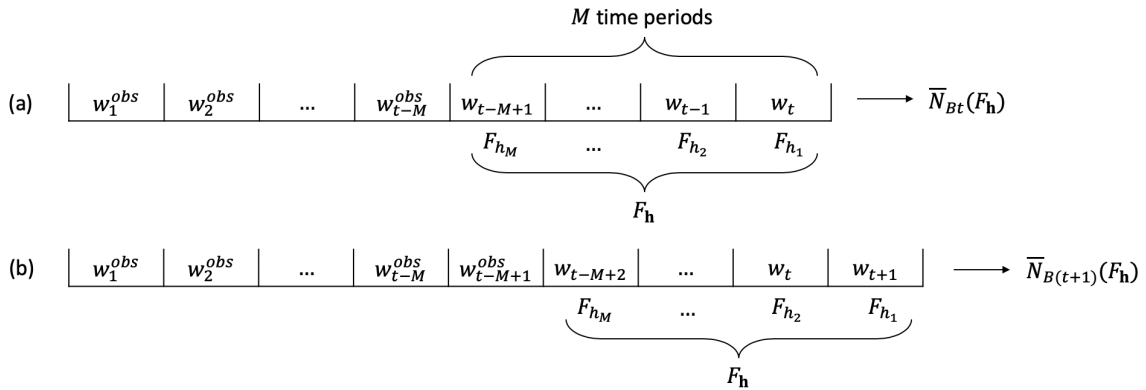 M time periods
(a) w_1^{obs} w_2^{obs} ... w_{t−M}^{obs} w_{t−M+1} ... w_{t−1} w_t → \overline{N}_{Bt}(F_𝐡)
F_{h_M} ... F_{h_2} F_{h_1}
F_𝐡
(b) w_1^{obs} w_2^{obs} ... w_{t−M}^{obs} w_{t−M+1}^{obs} w_{t−M+2} ... w_t w_{t+1} → \overline{N}_{B(t+1)}(F_𝐡)
F_{h_M} ... F_{h_2} F_{h_1}
F_𝐡